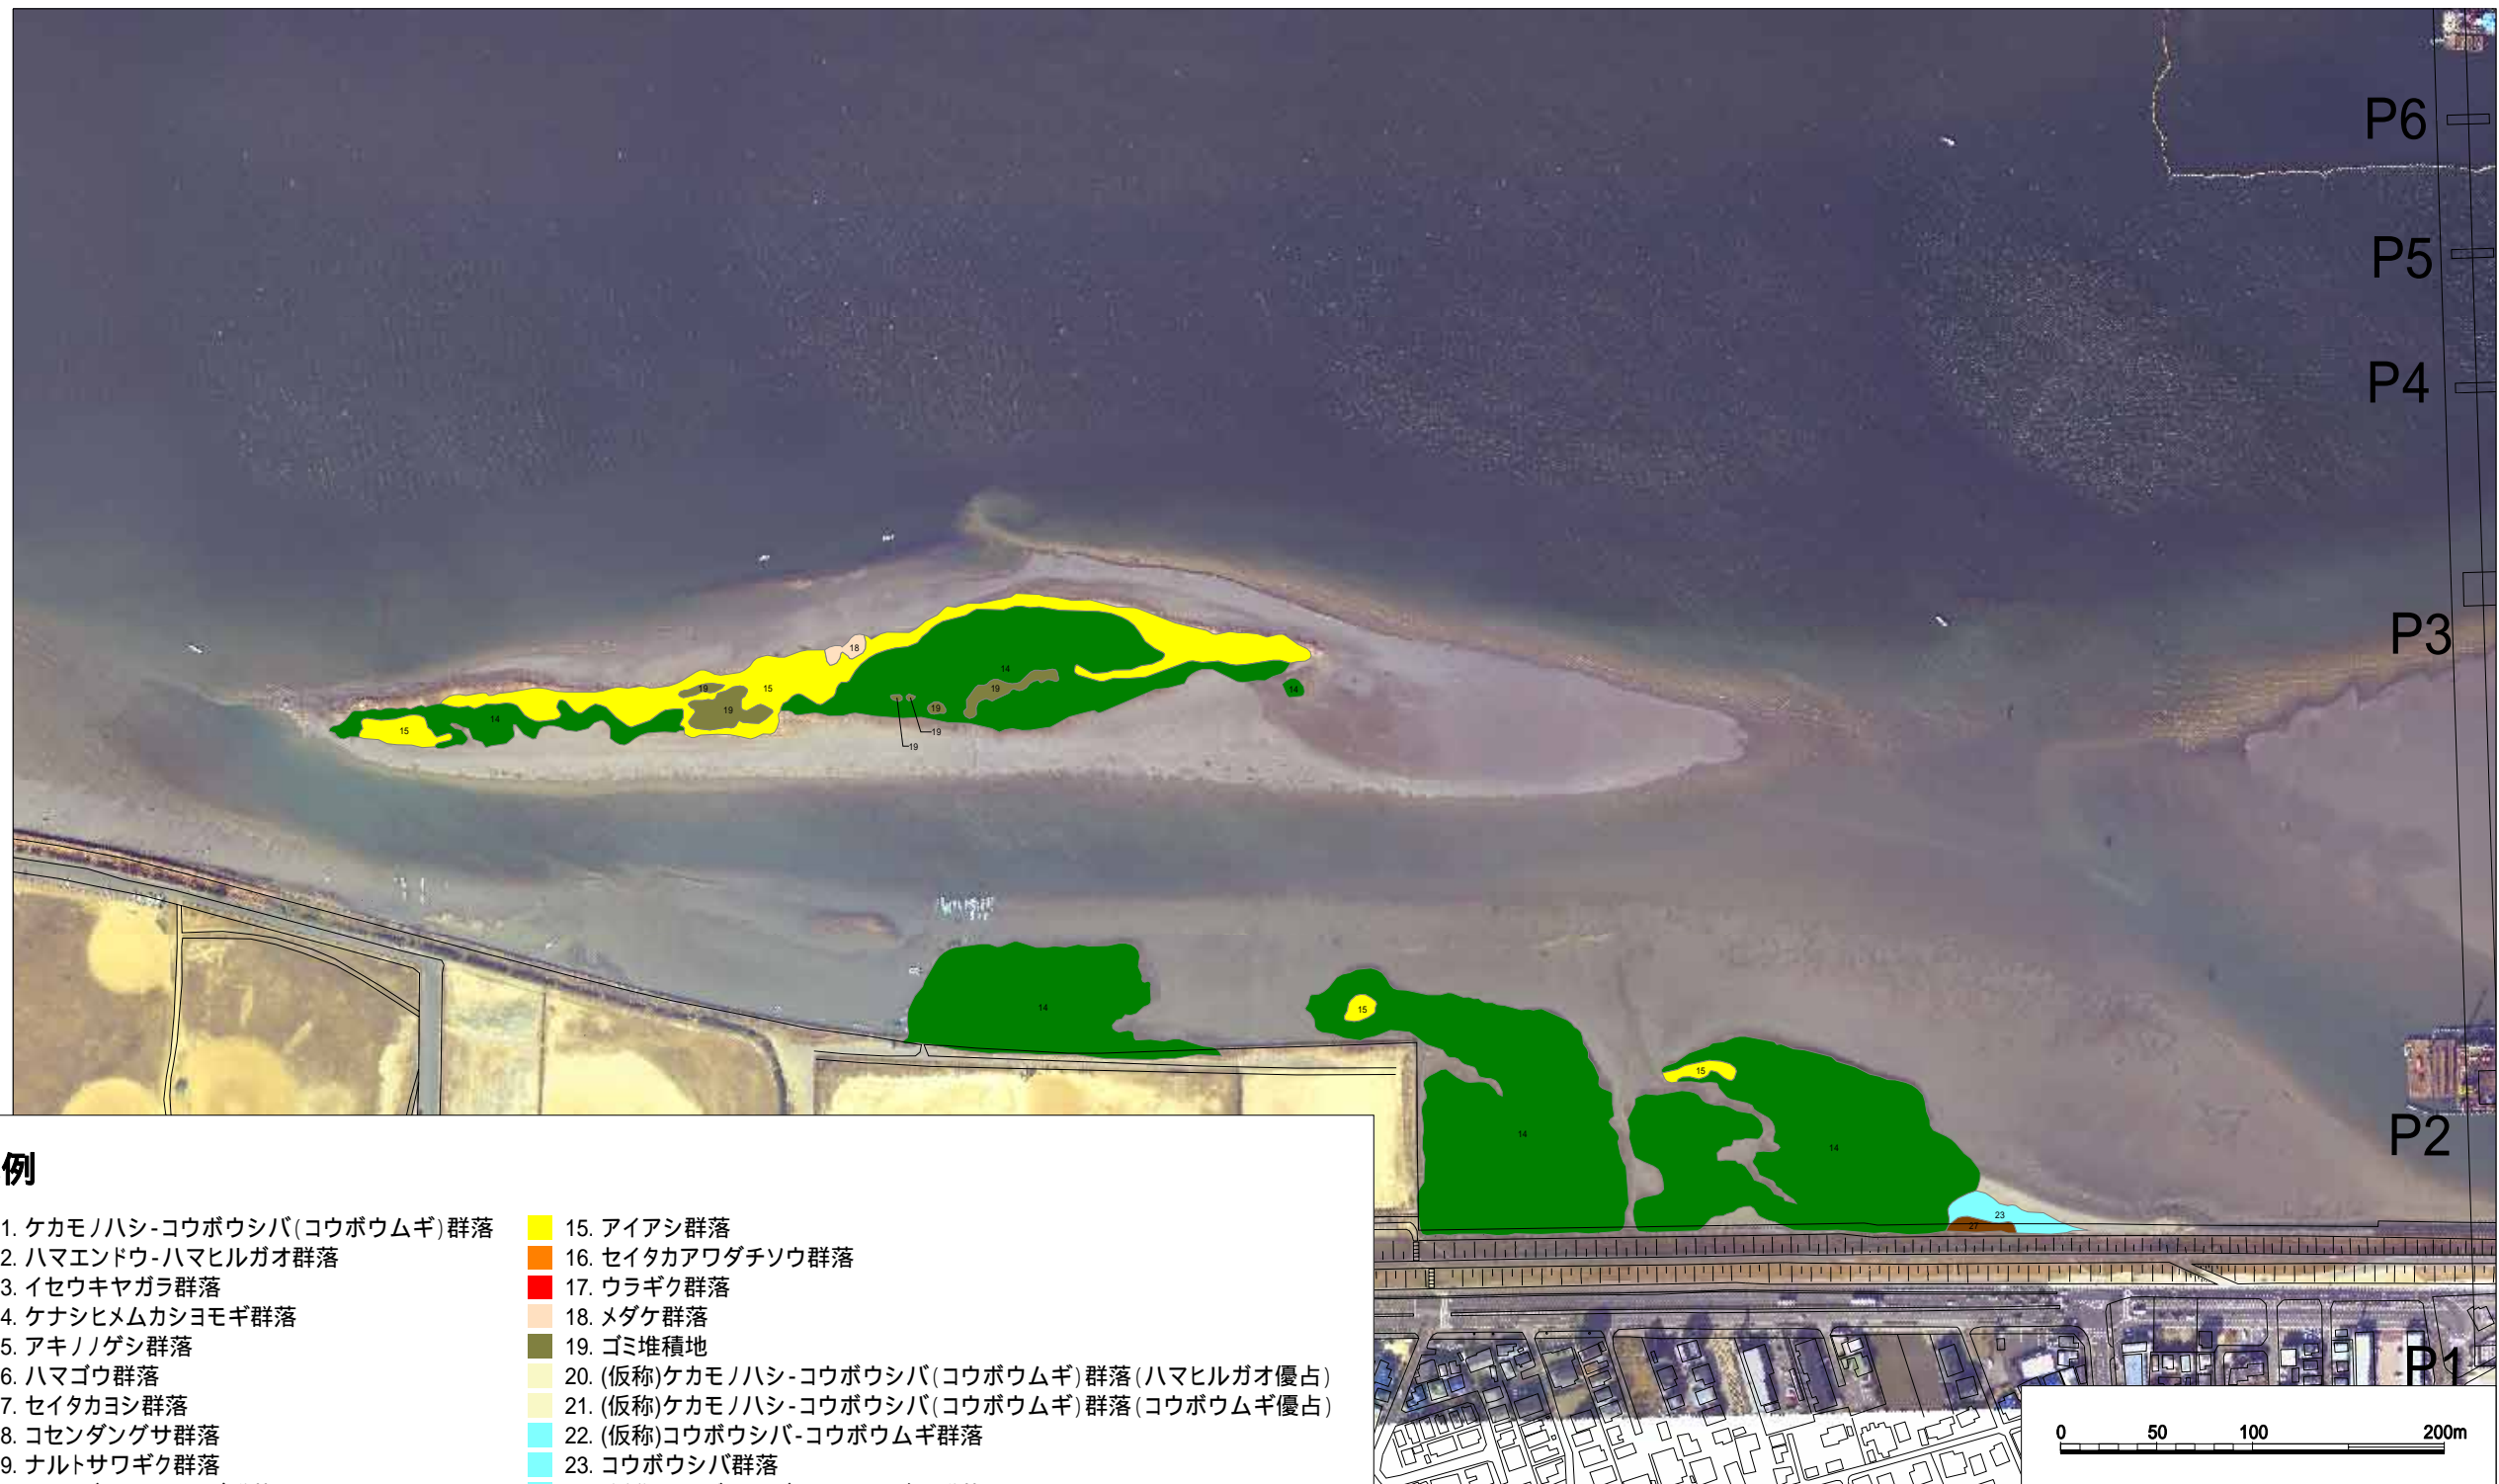 P6
P5
P4
P3
18
14
15
19
19
19
14
19
14
15
19
19
14
15
15
14
14
P2
23
27
P1
例
1. ケカモノハシ-コウボウシバ(コウボウムギ)群落
2. ハマエンドウ-ハマヒルガオ群落
3. イセウキヤガラ群落
4. ケナシヒメムカシヨモギ群落
5. アキノノゲシ群落
6. ハマゴウ群落
7. セイタカヨシ群落
8. コセンダングサ群落
9. ナルトサワギク群落
15. アイアシ群落
16. セイタカアワダチソウ群落
17. ウラギク群落
18. メダケ群落
19. ゴミ堆積地
20. (仮称)ケカモノハシ-コウボウシバ(コウボウムギ)群落(ハマヒルガオ優占)
21. (仮称)ケカモノハシ-コウボウシバ(コウボウムギ)群落(コウボウムギ優占)
22. (仮称)コウボウシバ-コウボウムギ群落
23. コウボウシバ群落
0 50 100 200m